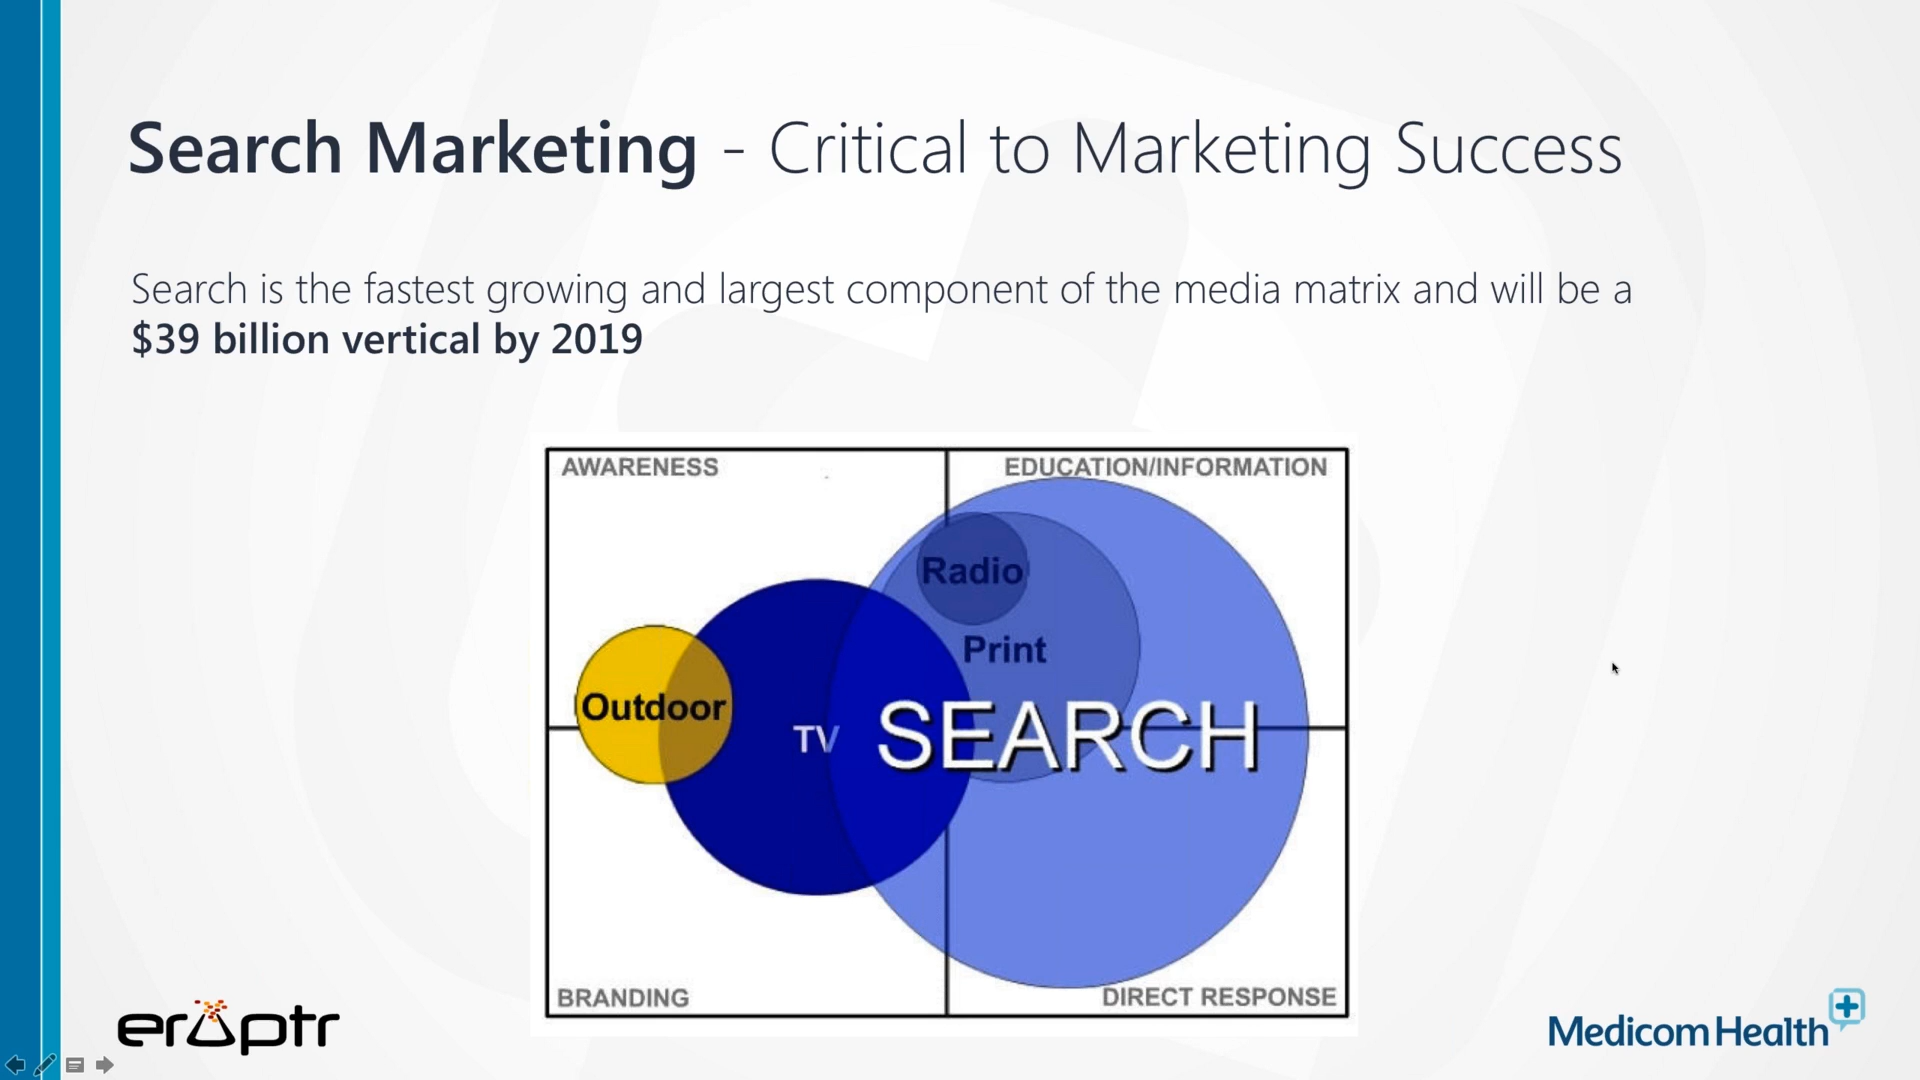 Search Marketing - Critical to Marketing Success
Search is the fastest growing and largest component of the media matrix and will be a
$39 billion vertical by 2019
AWARENESS
EDUCATION/INFORMATION
Radio
Print
Outdoor
TV
SEARCH
BRANDING
DIRECT RESPONSE
eruptr
Medicom Health